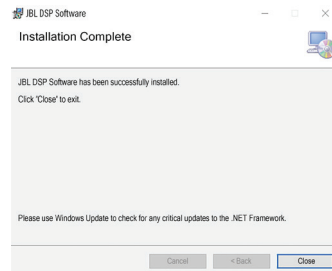 JBL DSP Software
Installation Complete
JBL DSP Software has been successfully installed.
Click 'Close' to exit.
Please use Windows Update to check for any critical updates to the .NET Framework.
Cancel
< Back
Close